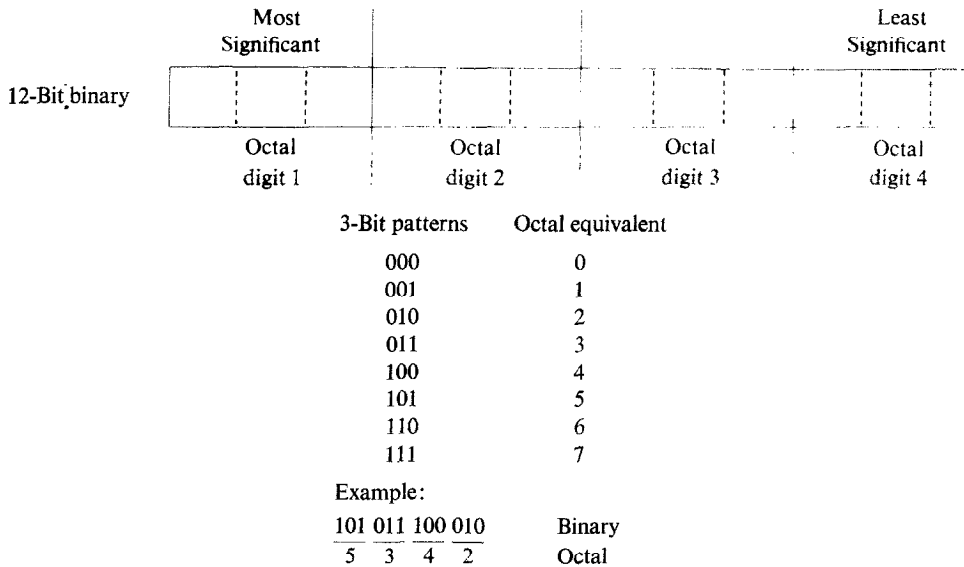 Most Least
Significant Significant
12-Bit binary
Octal Octal Octal Octal
digit 1 digit 2 digit 3 digit 4
3-Bit patterns Octal equivalent
000 0
001 1
010 2
011 3
100 4
101 5
110 6
111 7
Example:
101 011 100 010 Binary
5 3 4 2 Octal